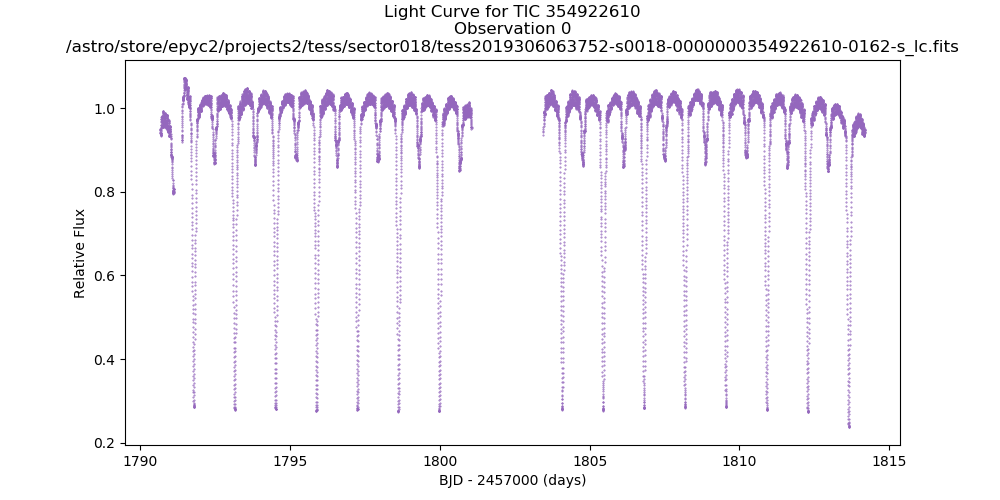 Light Curve for TIC 354922610
Observation 0
/astro/store/epyc2/projects2/tess/sector018/tess2019306063752-s0018-0000000354922610-0162-s_lc.fits
1.0
0.8
0.6
0.4
0.2
Relative Flux
1790
1795
1800
1805
1810
1815
BJD - 2457000 (days)